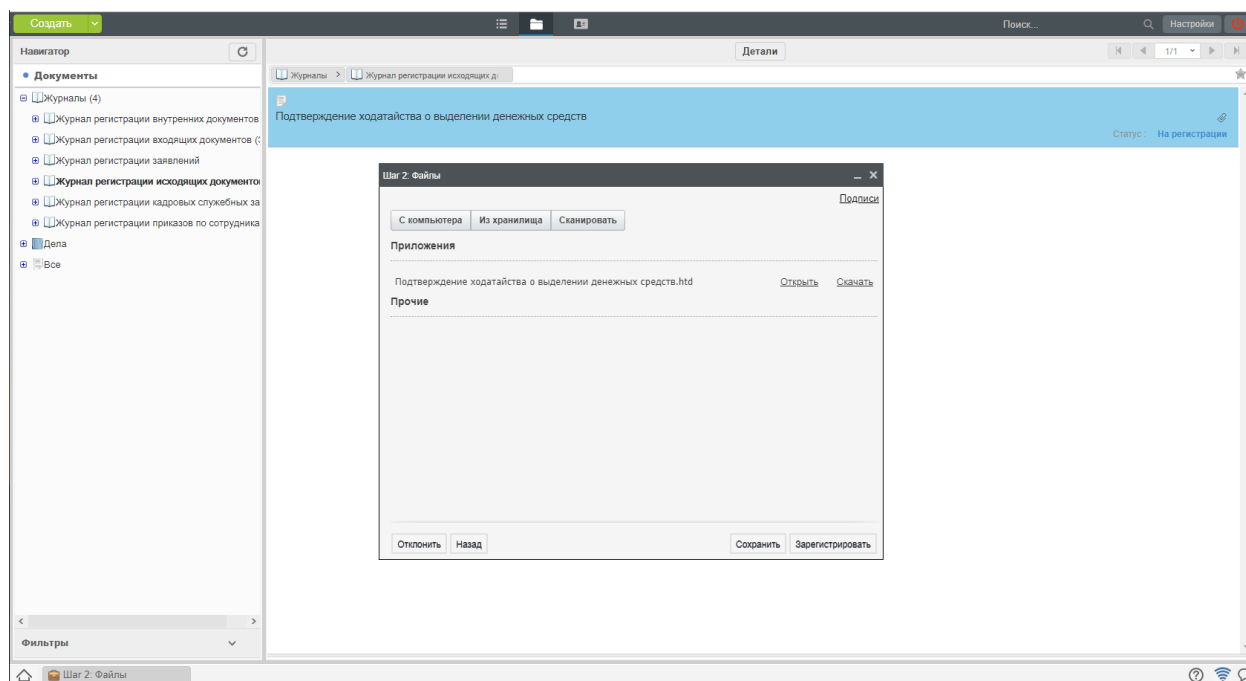 Создать
Поиск...
Настройки
Навигатор
Детали
1/1
Документы
Журналы
Журнал регистрации исходящих д
Журналы (4)
Журнал регистрации внутренних документов
Журнал регистрации входящих документов (
Журнал регистрации заявлений
Журнал регистрации исходящих документо
Журнал регистрации кадровых служебных за
Журнал регистрации приказов по сотрудника
Дела
Все
Подтверждение ходатайства о выделении денежных средств
Статус : На регистрации
Шаг 2: Файлы
Подписи
С компьютера Из хранилища Сканировать
Приложения
Подтверждение ходатайства о выделении денежных средств.htd Открыть Скачать
Прочие
Отклонить Назад Сохранить Зарегистрировать
Фильтры
Шаг 2: Файлы